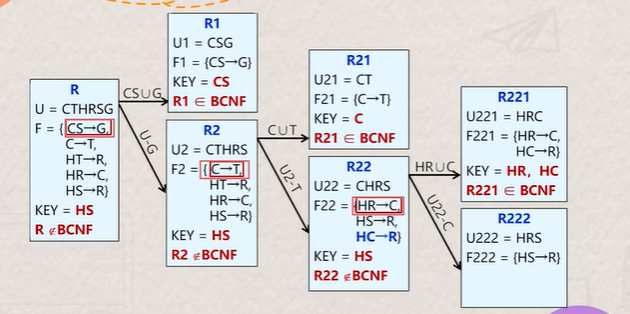 R
U = CTHRSG
F = {CS→G,
C→T,
HT→R,
HR→C,
HS→R}
KEY = HS
R ∉BCNF
CS∪G
U-G
R1
U1 = CSG
F1 = {CS→G}
KEY = CS
R1 ∈ BCNF
R2
U2 = CTHRS
F2 = {C→T,
HT→R,
HR→C,
HS→R}
KEY = HS
R2 ∉BCNF
C∪T
U2-T
R21
U21 = CT
F21 = {C→T}
KEY = C
R21 ∈ BCNF
R22
U22 = CHRS
F22 = {HR→C,
HS→R,
HC→R}
KEY = HS
R22 ∉BCNF
HR∪C
U22-C
R221
U221 = HRC
F221 = {HR→C,
HC→R}
KEY = HR, HC
R221 ∈ BCNF
R222
U222 = HRS
F222 = {HS→R}